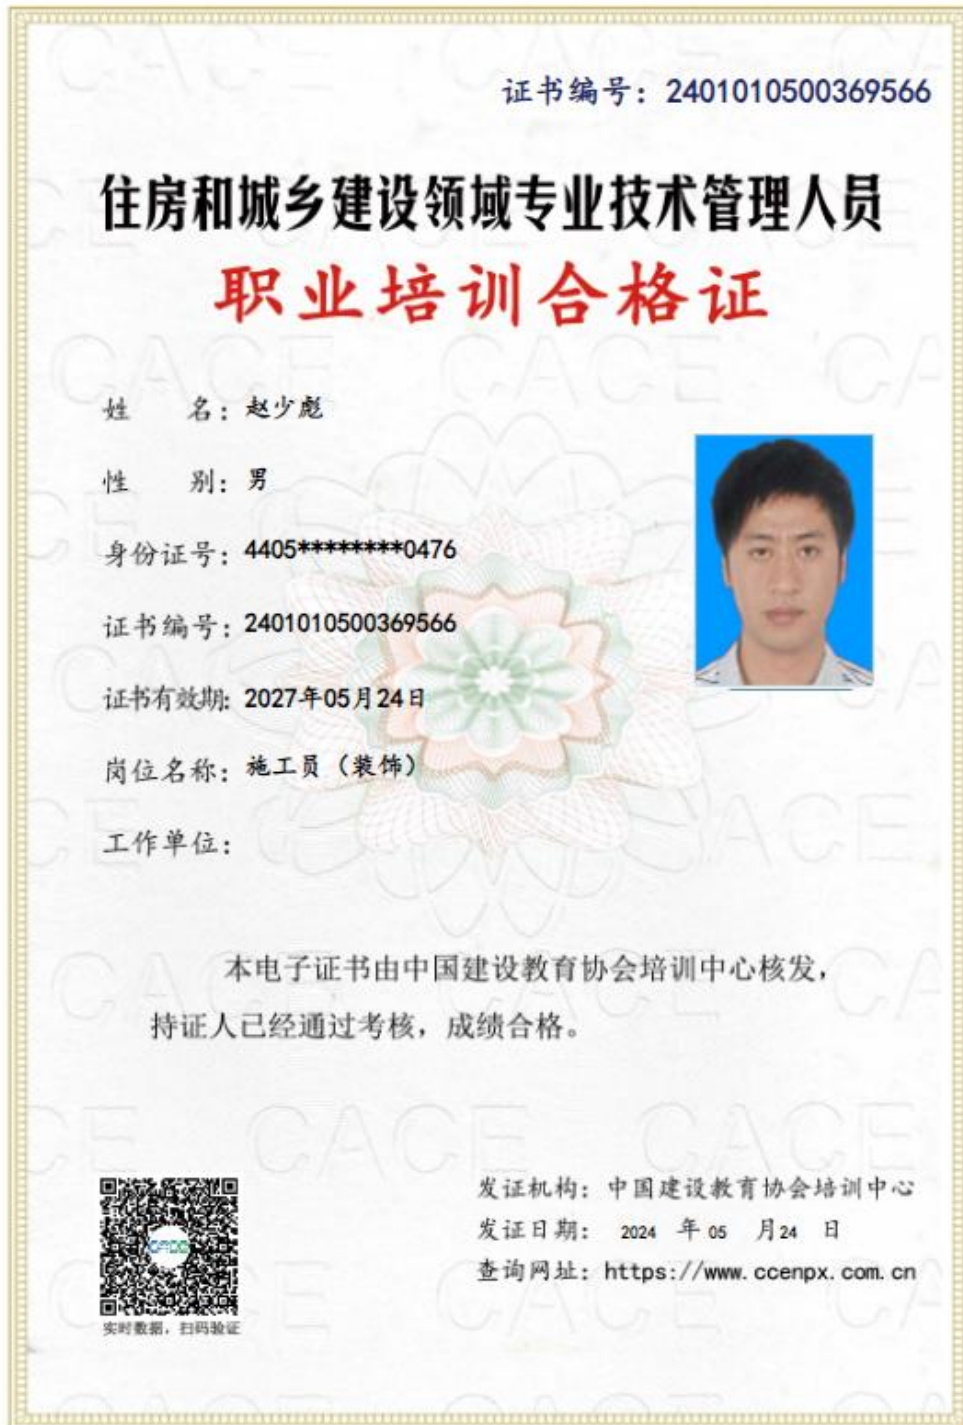 证书编号：2401010500369566
住房和城乡建设领域专业技术管理人员
职业培训合格证
姓 名：赵少彪
性 别：男
身份证号：4405********0476
证书编号：2401010500369566
证书有效期：2027年05月24日
岗位名称：施工员（装饰）
工作单位：
本电子证书由中国建设教育协会培训中心核发，
持证人已经通过考核，成绩合格。
发证机构：中国建设教育协会培训中心
发证日期： 2024 年 05 月 24 日
查询网址：https://www.ccenpx.com.cn
实时数据，扫码验证
CACE